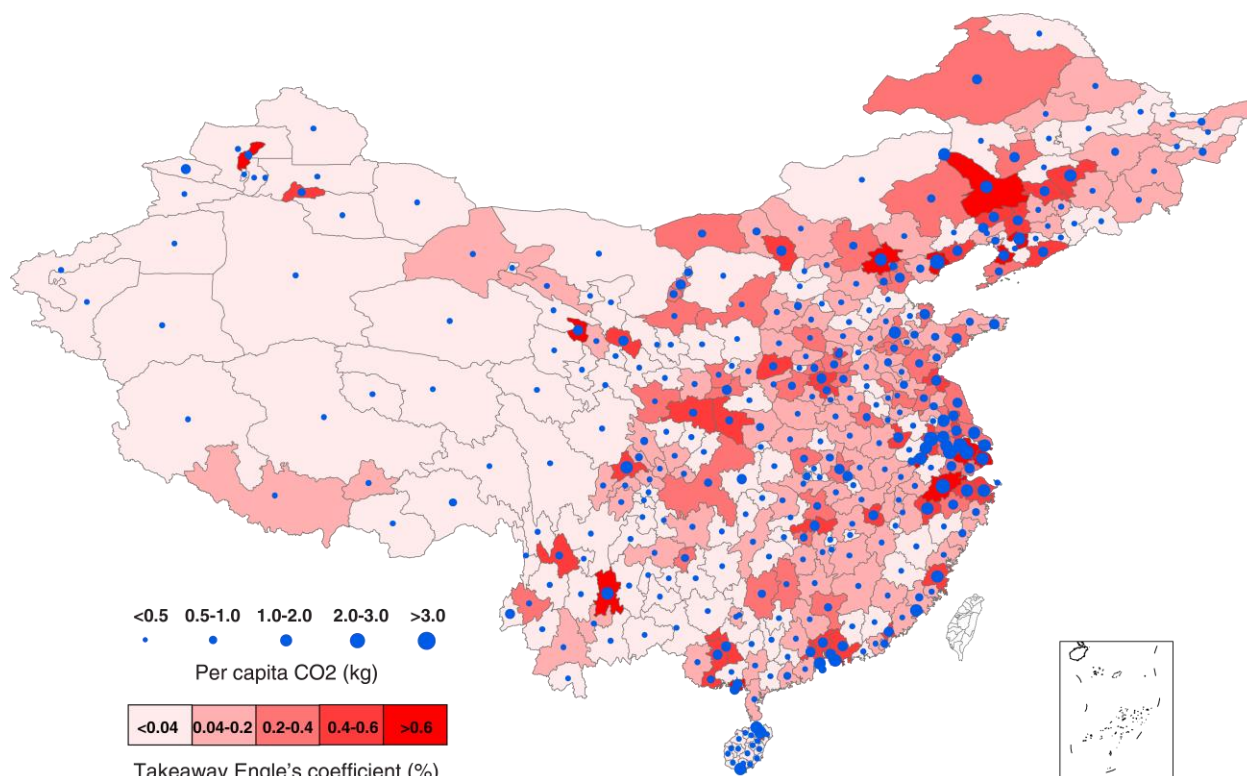 <0.5 0.5-1.0 1.0-2.0 2.0-3.0 >3.0
Per capita CO2 (kg)
<0.04 0.04-0.2 0.2-0.4 0.4-0.6 >0.6
Takeaway Engle's coefficient (%)